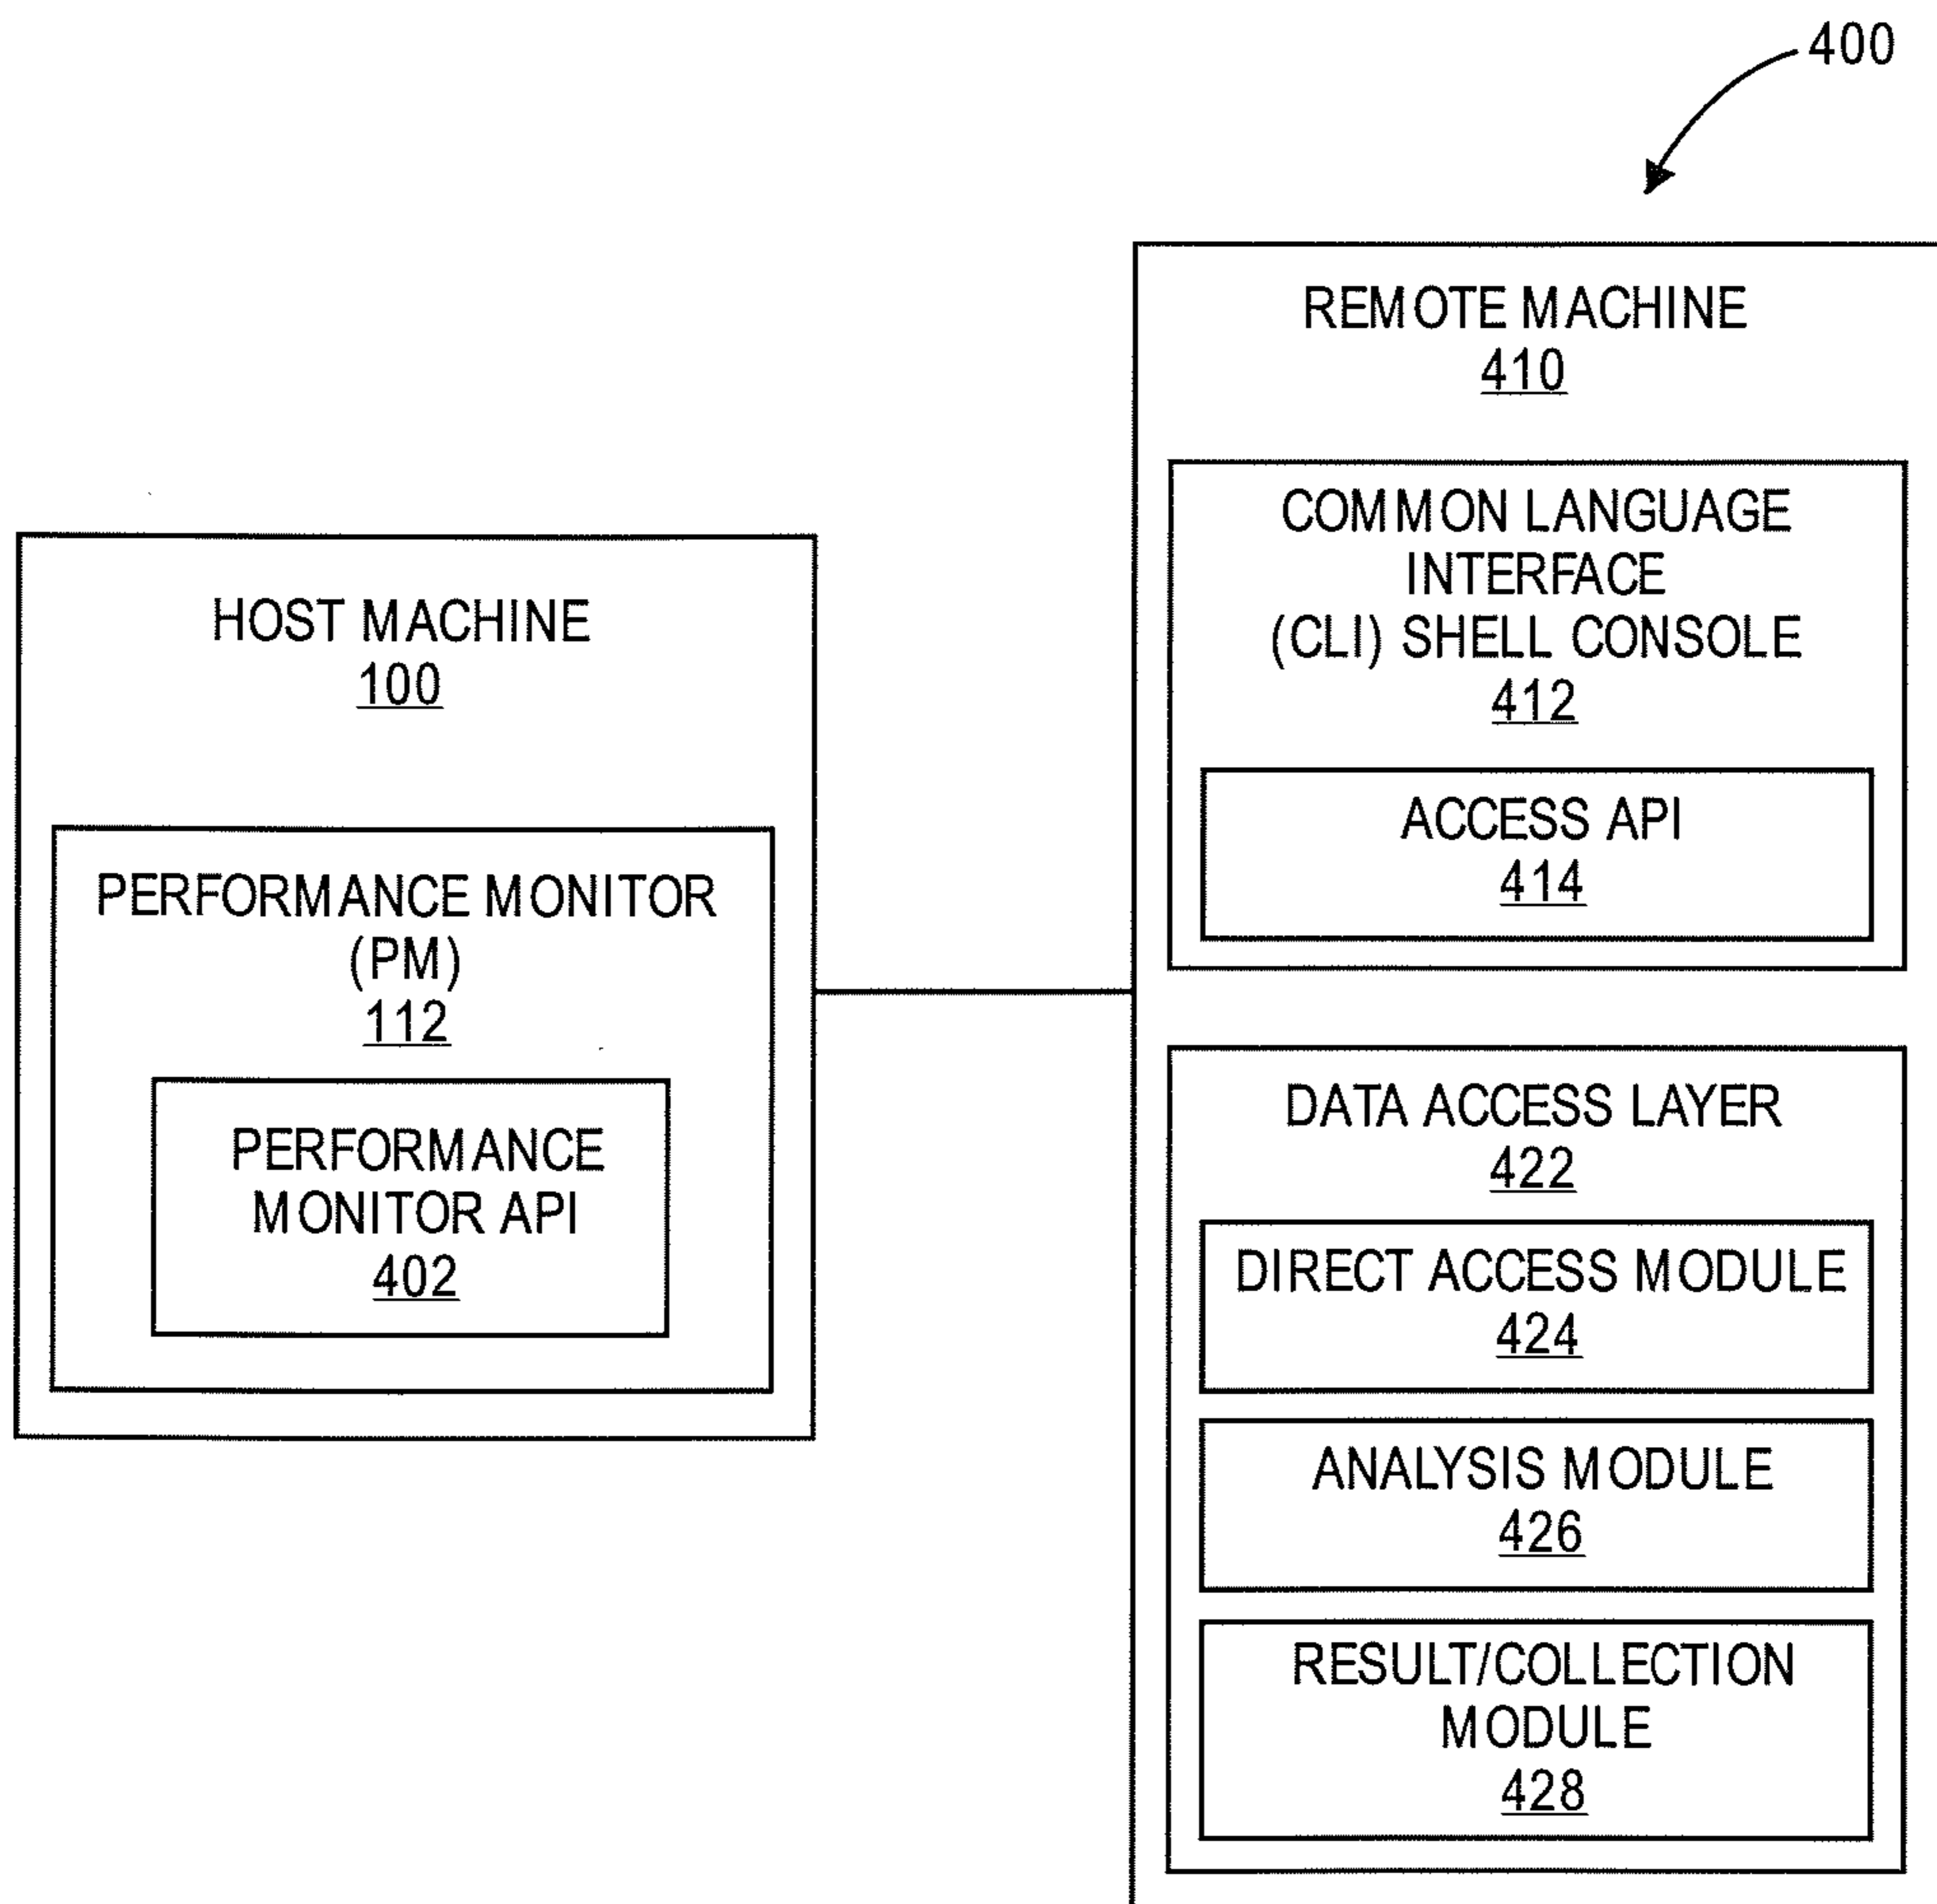 400
HOST MACHINE
100
PERFORMANCE MONITOR
(PM)
112
PERFORMANCE
MONITOR API
402
REMOTE MACHINE
410
COMMON LANGUAGE
INTERFACE
(CLI) SHELL CONSOLE
412
ACCESS API
414
DATA ACCESS LAYER
422
DIRECT ACCESS MODULE
424
ANALYSIS MODULE
426
RESULT/COLLECTION
MODULE
428